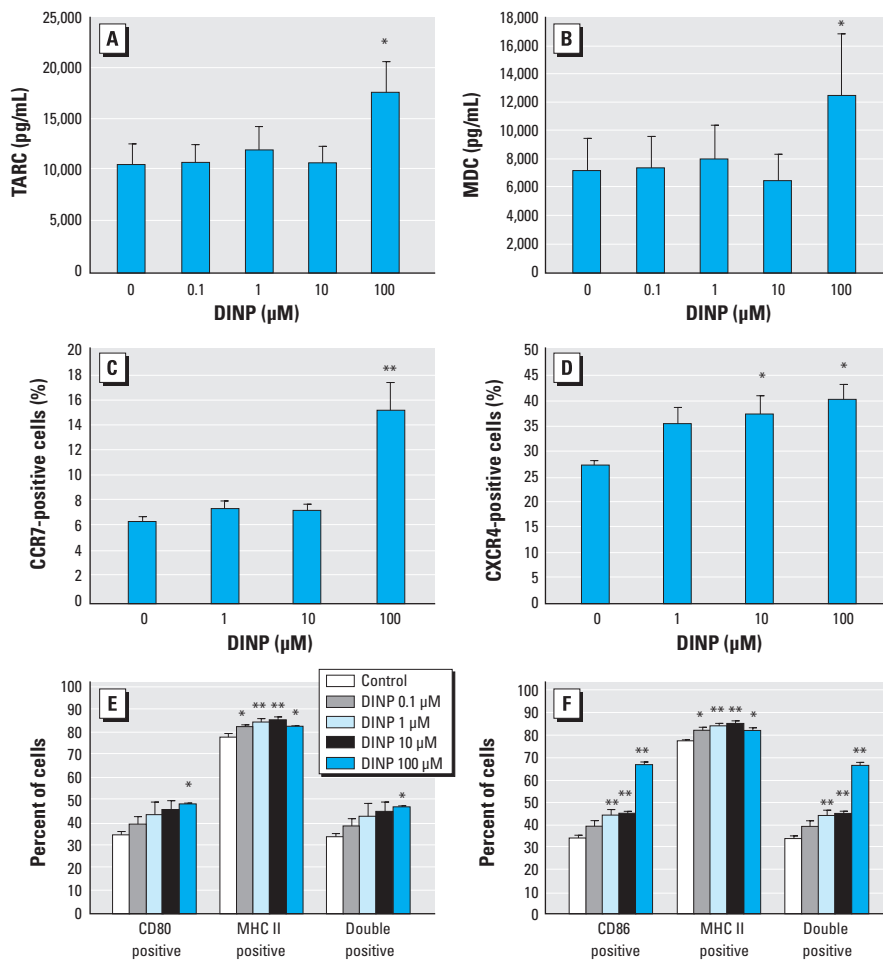 A
TARC (pg/mL)
25,000
20,000
15,000
10,000
5,000
0
*
0 0.1 1 10 100
DINP (µM)
B
MDC (pg/mL)
18,000
16,000
14,000
12,000
10,000
8,000
6,000
4,000
2,000
0
*
0 0.1 1 10 100
DINP (µM)
C
CCR7-positive cells (%)
20
18
16
14
12
10
8
6
4
2
0
**
0 1 10 100
DINP (µM)
D
CXCR4-positive cells (%)
50
45
40
35
30
25
20
15
10
5
0
* *
0 1 10 100
DINP (µM)
E
Percent of cells
100
90
80
70
60
50
40
30
20
10
0
* * ** ** * *
CD80 positive
MHC II positive
Double positive
Control
DINP 0.1 µM
DINP 1 µM
DINP 10 µM
DINP 100 µM
F
Percent of cells
100
90
80
70
60
50
40
30
20
10
0
** ** ** * ** ** * ** ** **
CD86 positive
MHC II positive
Double positive